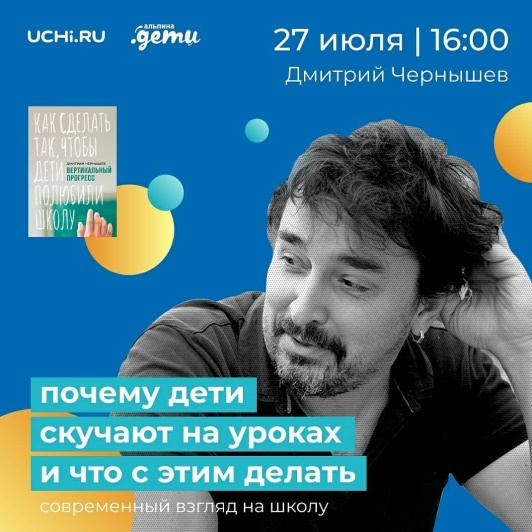 UCHi.RU
альпина
.дети
27 июля | 16:00
Дмитрий Чернышев
КАК СДЕЛАТЬ
ТАК, ЧТОБЫ
ДМИТРИЙ ЧЕРНЫШЕВ
ДЕТИ
ВЕРТИКАЛЬНЫЙ
ПРОГРЕСС
ПОЛЮБИЛИ
ШКОЛУ
почему дети
скучают на уроках
и что с этим делать
современный взгляд на школу